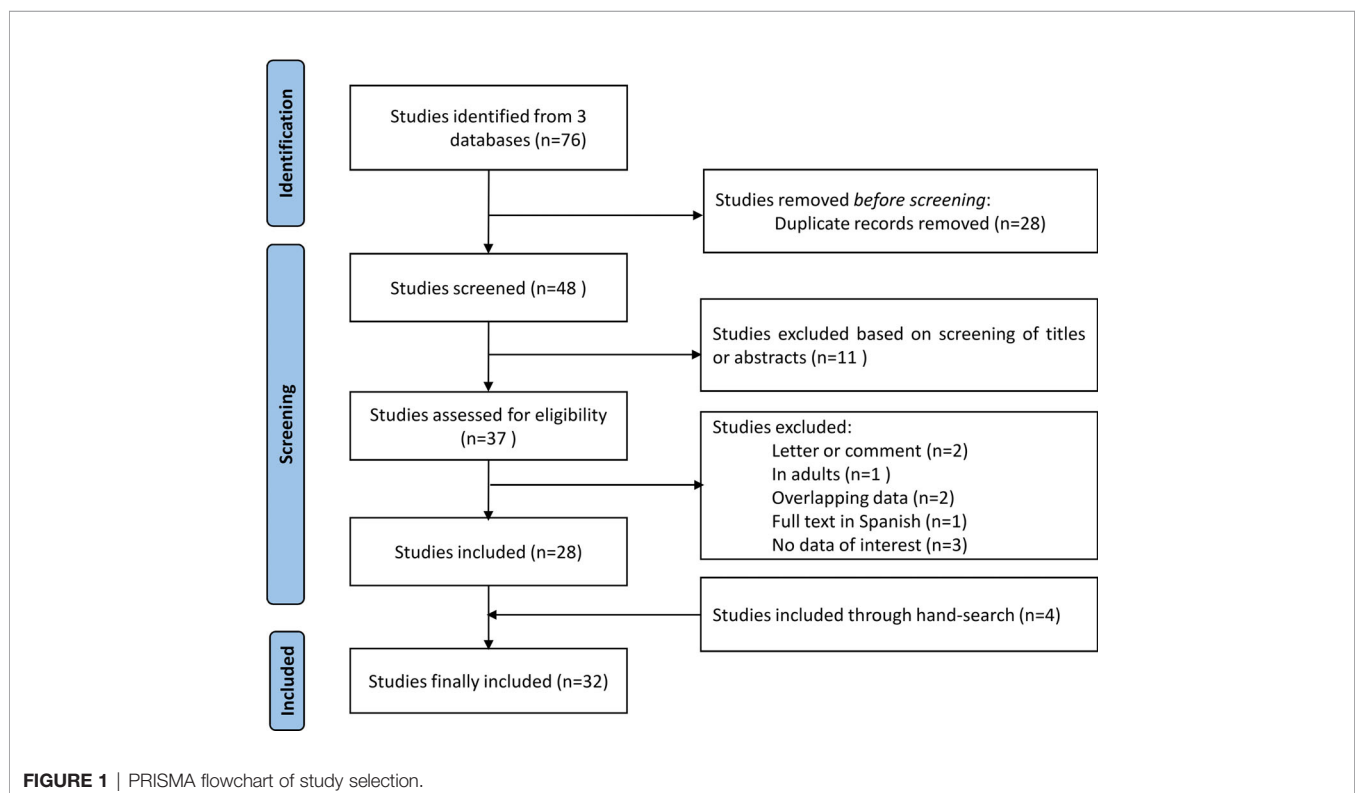 Identification
Studies identified from 3
databases (n=76)
Studies removed before screening:
Duplicate records removed (n=28)
Screening
Studies screened (n=48 )
Studies excluded based on screening of titles
or abstracts (n=11 )
Studies assessed for eligibility
(n=37 )
Studies excluded:
Letter or comment (n=2)
In adults (n=1 )
Overlapping data (n=2)
Full text in Spanish (n=1)
No data of interest (n=3)
Studies included (n=28)
Studies included through hand-search (n=4)
Included
Studies finally included (n=32)
FIGURE 1 | PRISMA flowchart of study selection.